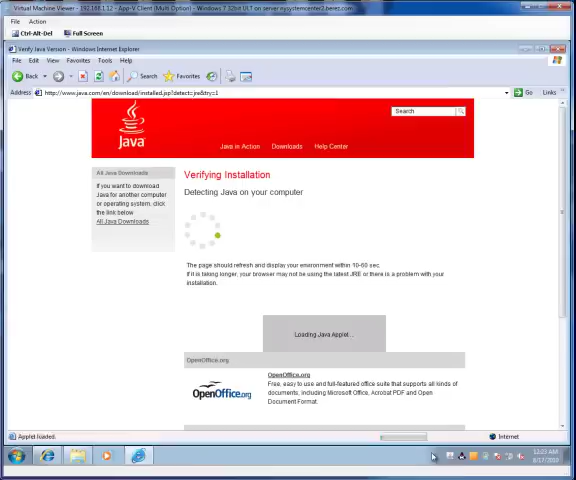 Virtual Machine Viewer - 192.168.1.12 - App-V Client (Multi Option) - Windows 7 32bit ULT on server nysystemcenter2.beres.com
File Action
Ctrl-Alt-Del Full Screen
Verify Java Version - Windows Internet Explorer
File Edit View Favorites Tools Help
Back Search Favorites
Address http://www.java.com/en/download/installed.jsp?detect=jre&try=1 Go Links
Java
Search
Java in Action Downloads Help Center
All Java Downloads
If you want to download
Java for another computer
or operating system, click
the link below
All Java Downloads
Verifying Installation
Detecting Java on your computer
The page should refresh and display your environment within 10-60 sec.
If it is taking longer, your browser may not be using the latest JRE or there is a problem with your
installation.
Loading Java Applet...
OpenOffice.org
OpenOffice.org
OpenOffice.org
Free, easy to use and full-featured office suite that supports all kinds of
documents, including Microsoft Office, Acrobat PDF and Open
Document Format.
Applet loaded.
Internet
12:23 AM
8/17/2010